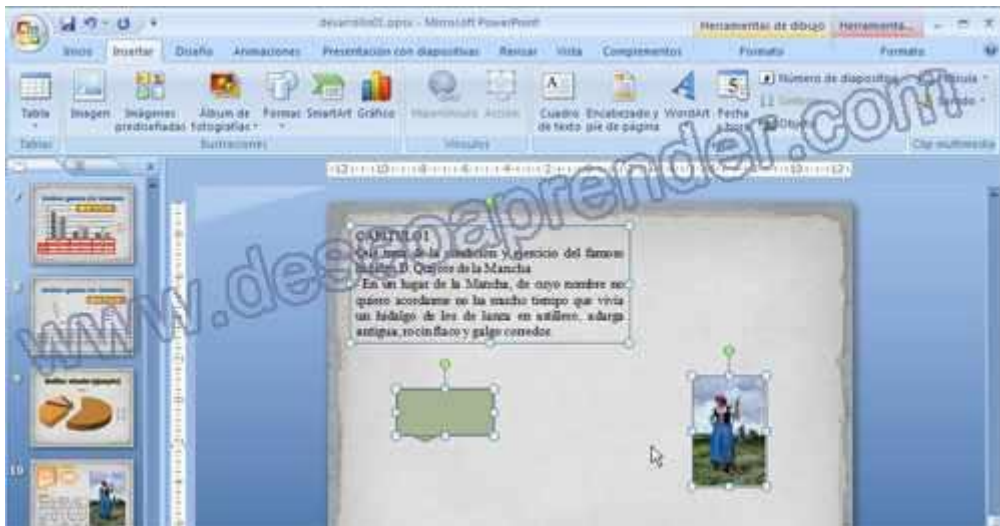 desarrollo01.pptx - Microsoft PowerPoint
Herramientas de dibujo
Herramienta...
Inicio
Insertar
Diseño
Animaciones
Presentación con diapositivas
Revisar
Vista
Complementos
Formato
Formato
Tabla
Imagen
Imágenes prediseñadas
Álbum de fotografías
Formas
SmartArt
Gráfico
Hipervínculo
Acción
Cuadro de texto
Encabezado y pie de página
WordArt
Fecha
Número de diapositiva
Película
Sonido
Tablas
Ilustraciones
Vínculos
Clip multimedia
www.desdeaprender.com
CAPITULO I
Que trata de la condición y ejercicio del famoso
hidalgo D. Quijote de la Mancha
En un lugar de la Mancha, de cuyo nombre no
quiero acordarme no ha mucho tiempo que vivía
un hidalgo de los de lanza en astillero, adarga
antigua, rocín flaco y galgo corredor.
10